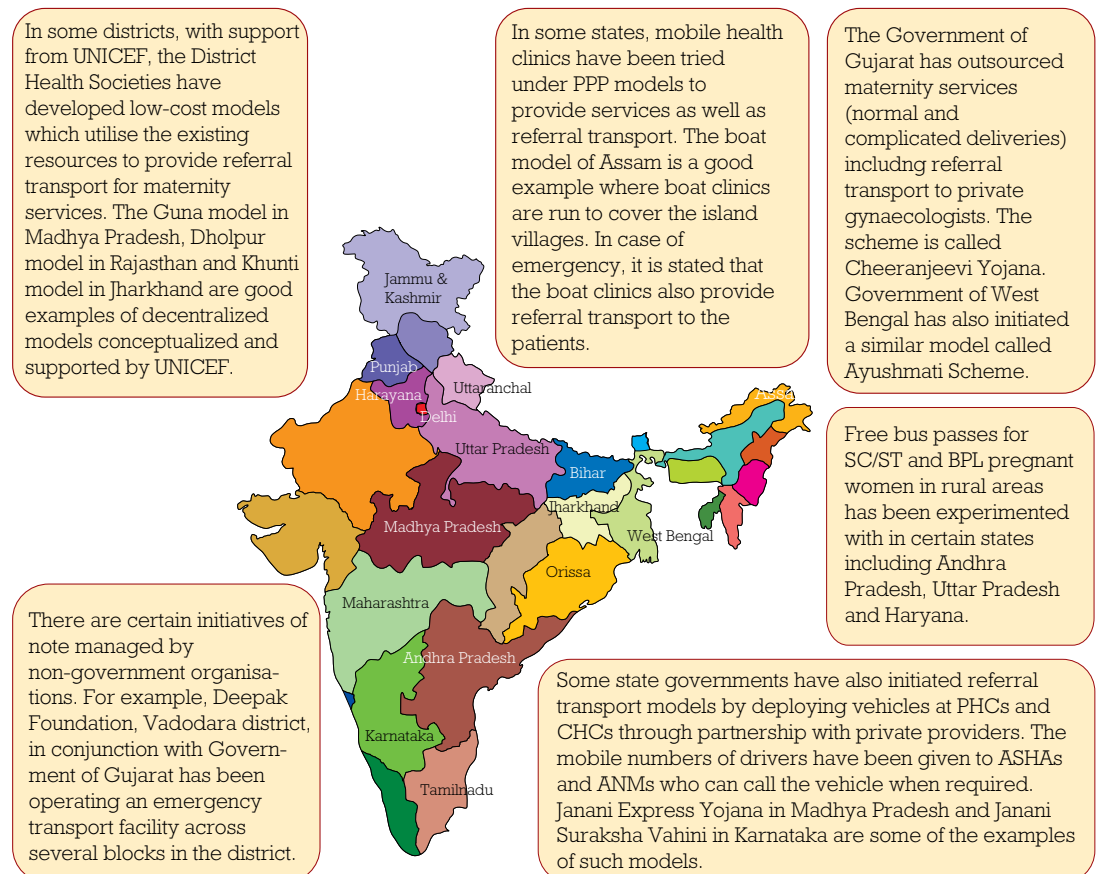 In some districts, with support
from UNICEF, the District
Health Societies have
developed low-cost models
which utilise the existing
resources to provide referral
transport for maternity
services. The Guna model in
Madhya Pradesh, Dholpur
model in Rajasthan and Khunti
model in Jharkhand are good
examples of decentralized
models conceptualized and
supported by UNICEF.
In some states, mobile health
clinics have been tried
under PPP models to
provide services as well as
referral transport. The boat
model of Assam is a good
example where boat clinics
are run to cover the island
villages. In case of
emergency, it is stated that
the boat clinics also provide
referral transport to the
patients.
The Government of
Gujarat has outsourced
maternity services
(normal and
complicated deliveries)
includng referral
transport to private
gynaecologists. The
scheme is called
Cheeranjeevi Yojana.
Government of West
Bengal has also initiated
a similar model called
Ayushmati Scheme.
Jammu &
Kashmir
Punjab
Uttaranchal
Harayana
Delhi
Assa
Uttar Pradesh
Bihar
Jharkhand
Madhya Pradesh
West Bengal
Orissa
Maharashtra
Andhra Pradesh
Karnataka
Tamilnadu
Free bus passes for
SC/ST and BPL pregnant
women in rural areas
has been experimented
with in certain states
including Andhra
Pradesh, Uttar Pradesh
and Haryana.
There are certain initiatives of
note managed by
non-government organisa-
tions. For example, Deepak
Foundation, Vadodara district,
in conjunction with Govern-
ment of Gujarat has been
operating an emergency
transport facility across
several blocks in the district.
Some state governments have also initiated referral
transport models by deploying vehicles at PHCs and
CHCs through partnership with private providers. The
mobile numbers of drivers have been given to ASHAs
and ANMs who can call the vehicle when required.
Janani Express Yojana in Madhya Pradesh and Janani
Suraksha Vahini in Karnataka are some of the examples
of such models.